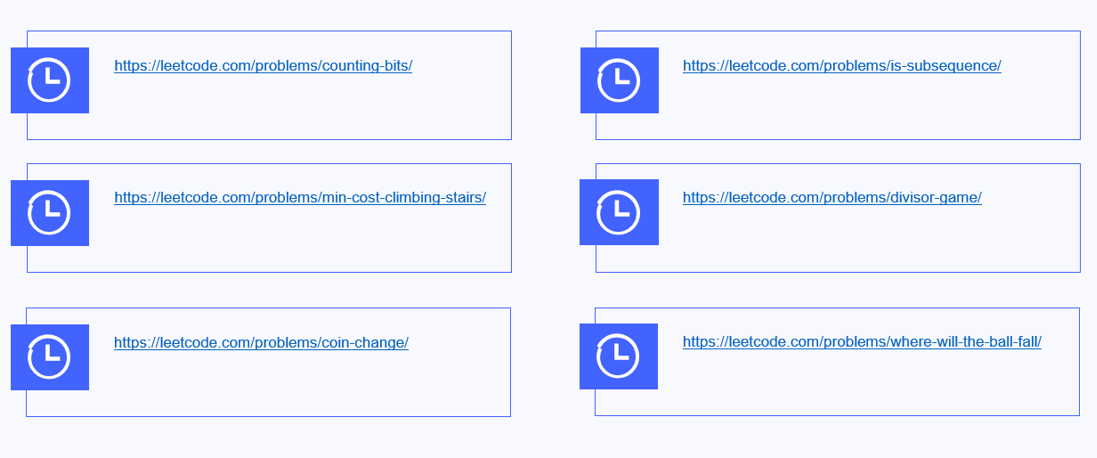 https://leetcode.com/problems/counting-bits/
https://leetcode.com/problems/is-subsequence/
https://leetcode.com/problems/min-cost-climbing-stairs/
https://leetcode.com/problems/divisor-game/
https://leetcode.com/problems/coin-change/
https://leetcode.com/problems/where-will-the-ball-fall/